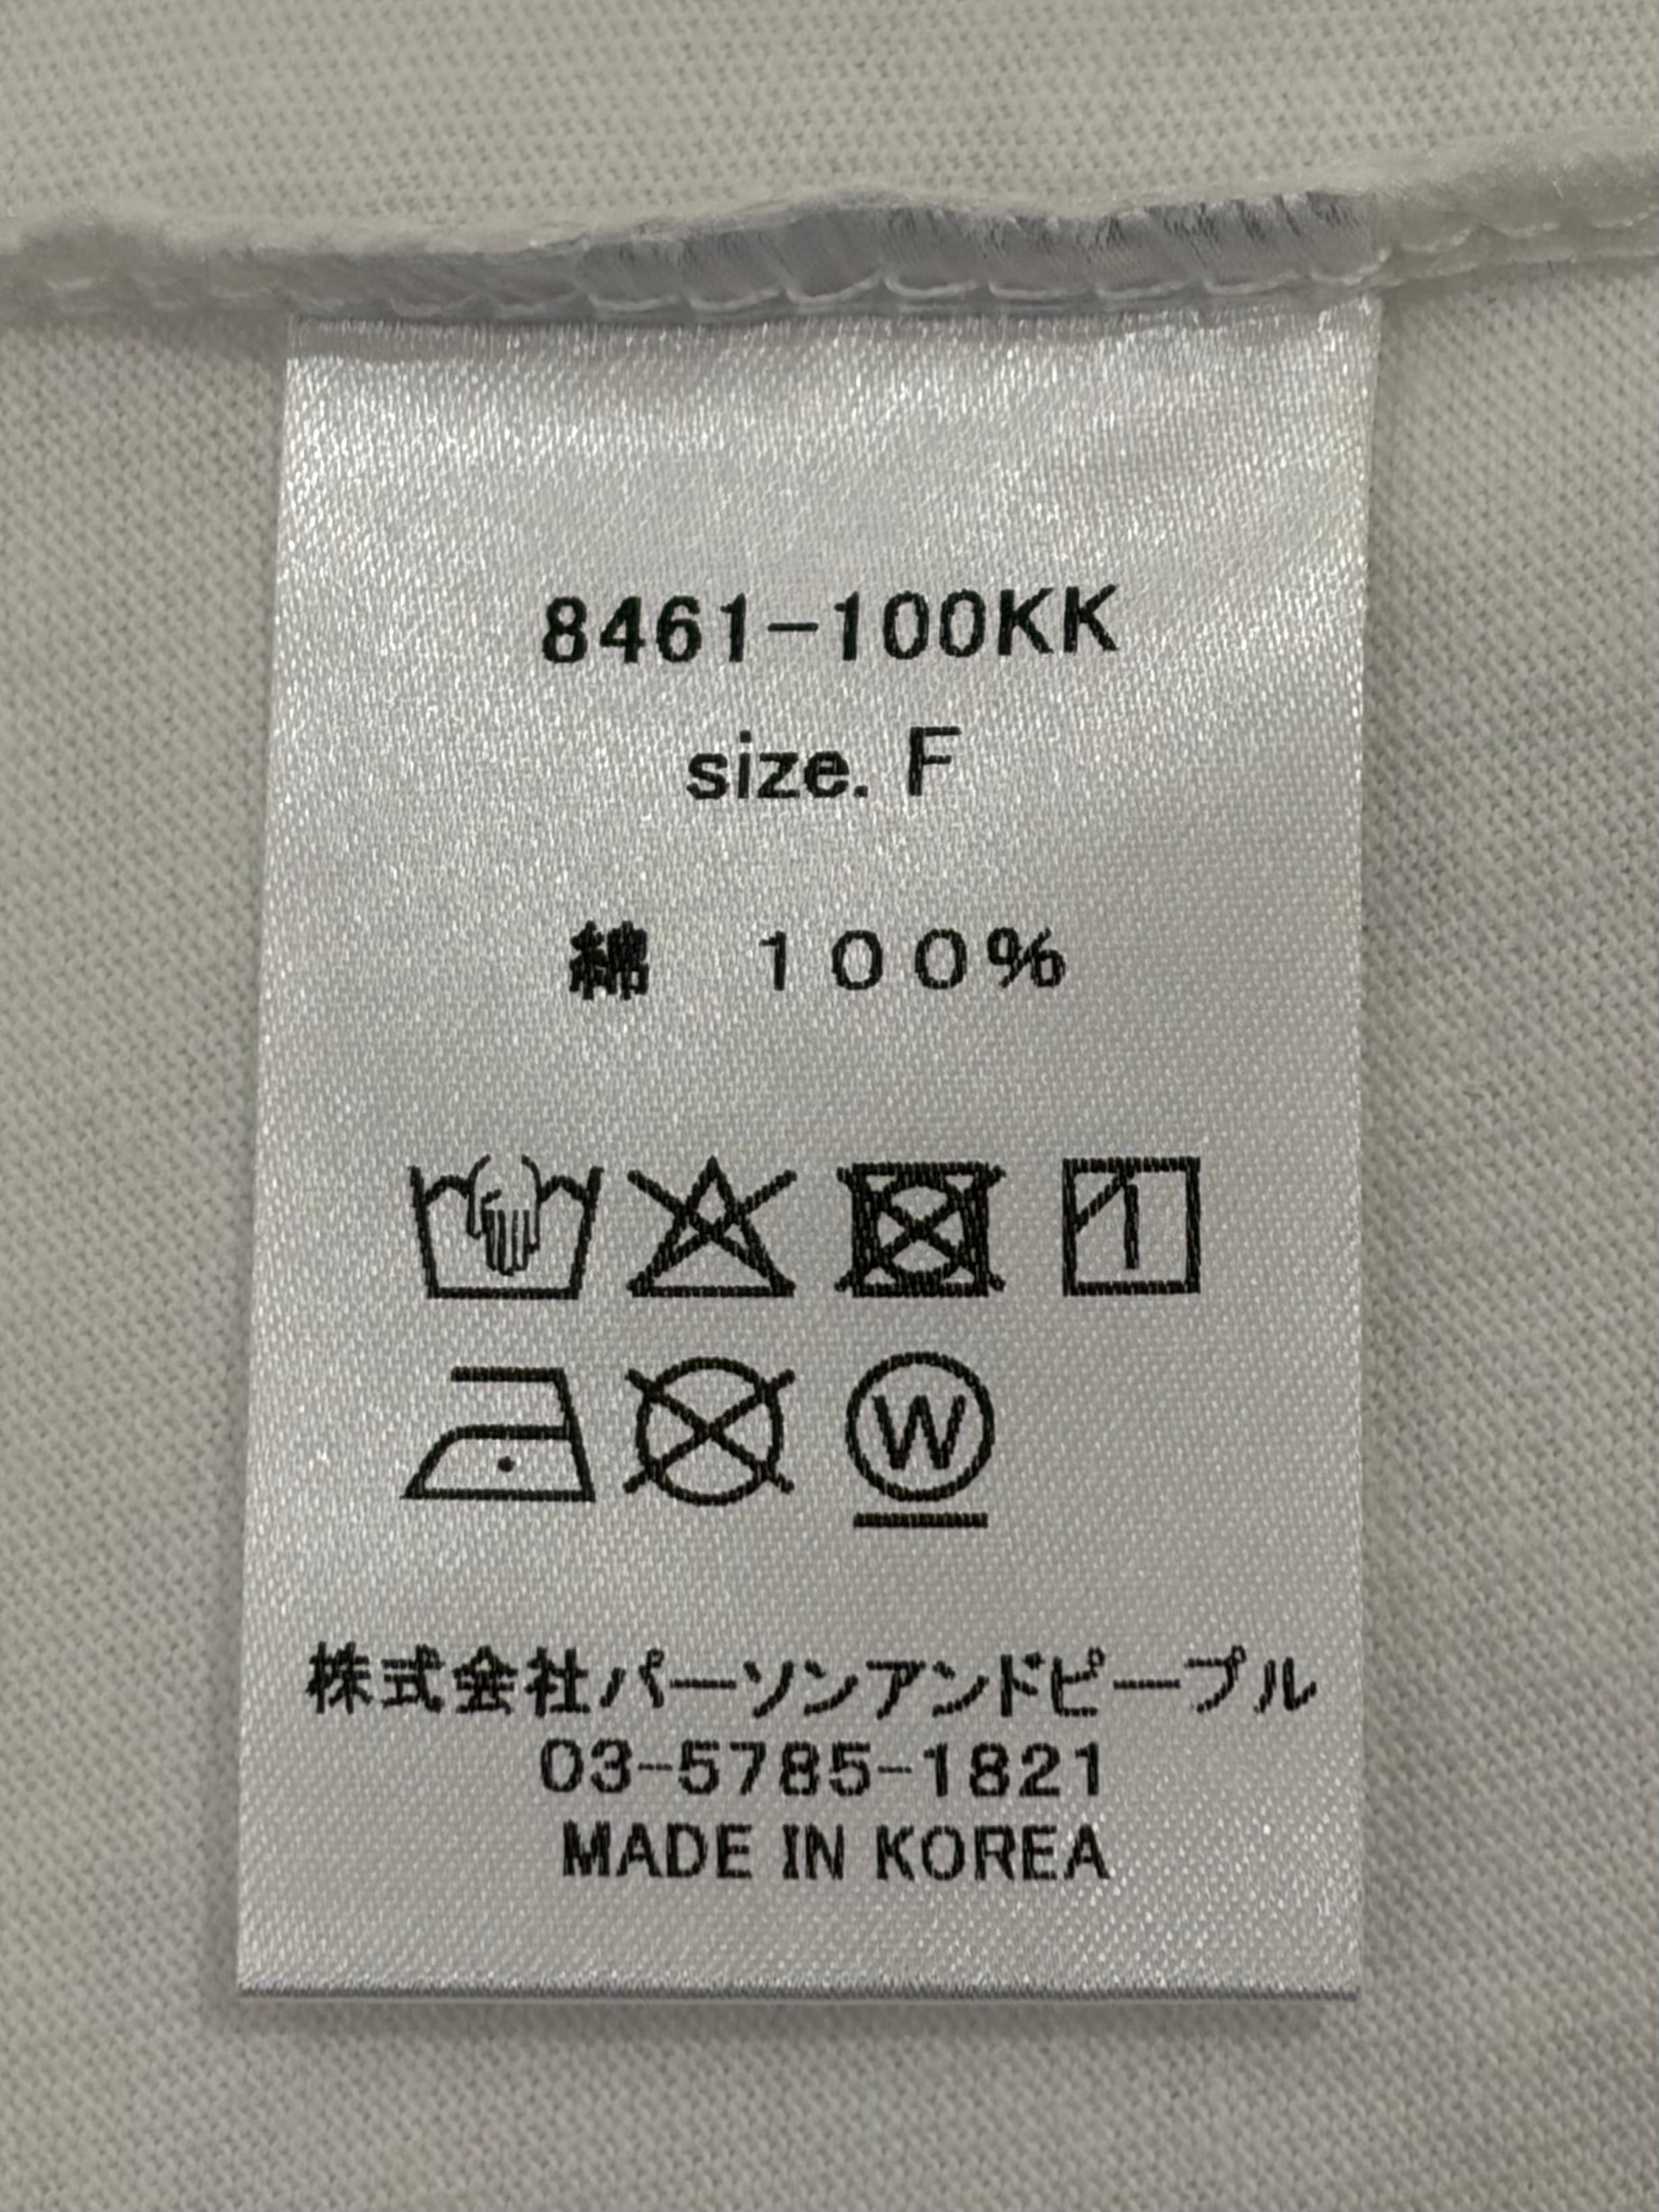 8461-100KK
size. F
綿　１００％
W
株式会社パーソンアンドピープル
03-5785-1821
MADE IN KOREA